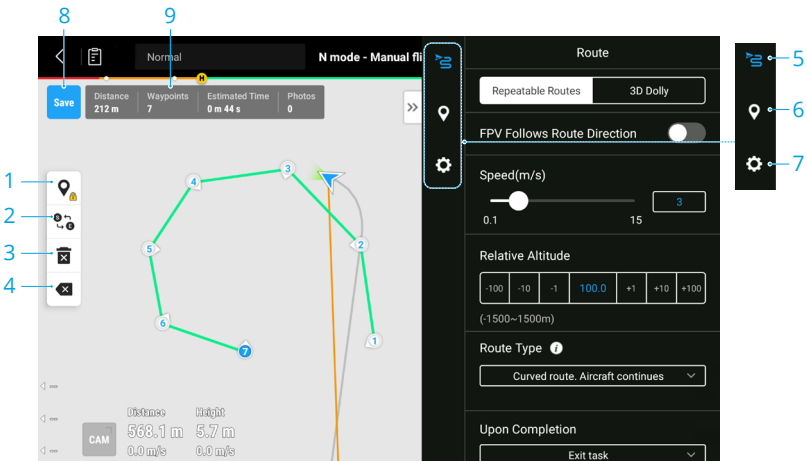 8
9
Normal
N mode - Manual fli
H
Save
Distance
212 m
Waypoints
7
Estimated Time
0 m 44 s
Photos
0
1
2
3
4
S
E
3
4
2
5
6
7
1
Distance
568.1 m
0.0 m/s
Height
5.7 m
0.0 m/s
CAM
Route
Repeatable Routes
3D Dolly
FPV Follows Route Direction
Speed(m/s)
3
0.1
15
Relative Altitude
-100
-10
-1
100.0
+1
+10
+100
(-1500~1500m)
Route Type i
Curved route. Aircraft continues
Upon Completion
Exit task
5
6
7